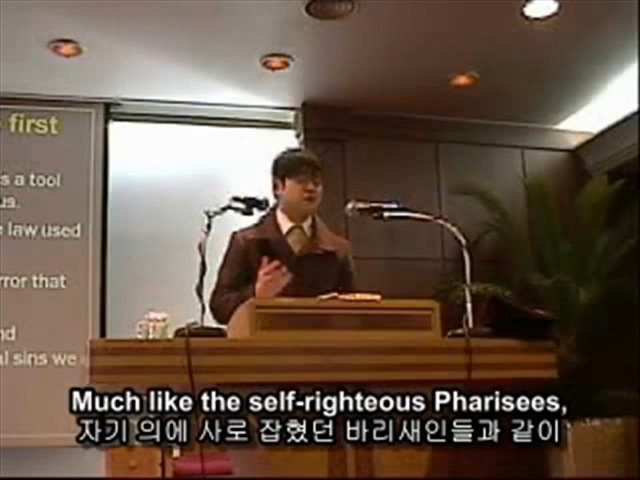 first
s a tool
us.
law used
rror that
nd
al sins we
Much like the self-righteous Pharisees,
자기 의에 사로 잡혔던 바리새인들과 같이